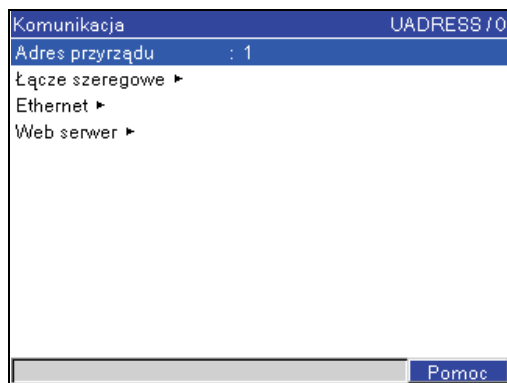 Komunikacja UADRESS / 0
Adres przyrządu : 1
Łącze szeregowe ►
Ethernet ►
Web serwer ►
Pomoc